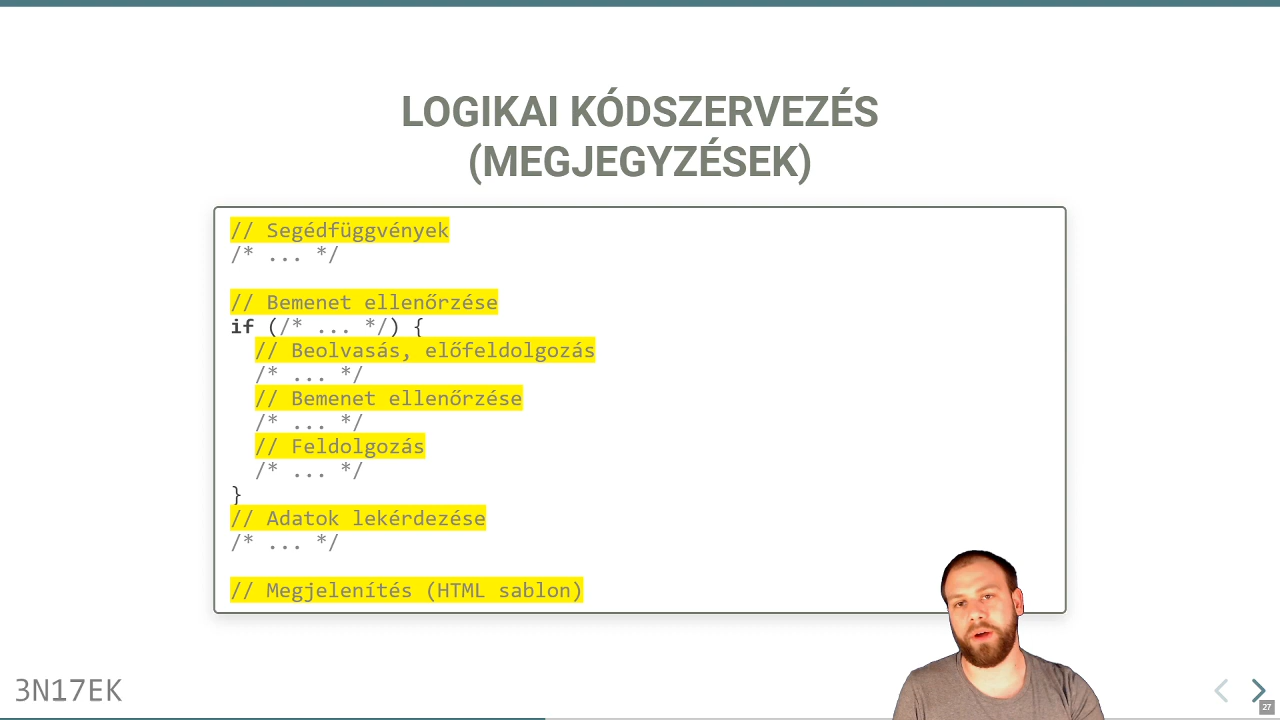 LOGIKAI KÓDSZERVEZÉS
(MEGJEGYZÉSEK)
// Segédfüggvények
/* ... */
// Bemenet ellenőrzése
if (/* ... */) {
// Beolvasás, előfeldolgozás
/* ... */
// Bemenet ellenőrzése
/* ... */
// Feldolgozás
/* ... */
}
// Adatok lekérdezése
/* ... */
// Megjelenítés (HTML sablon)
3N17EK
27